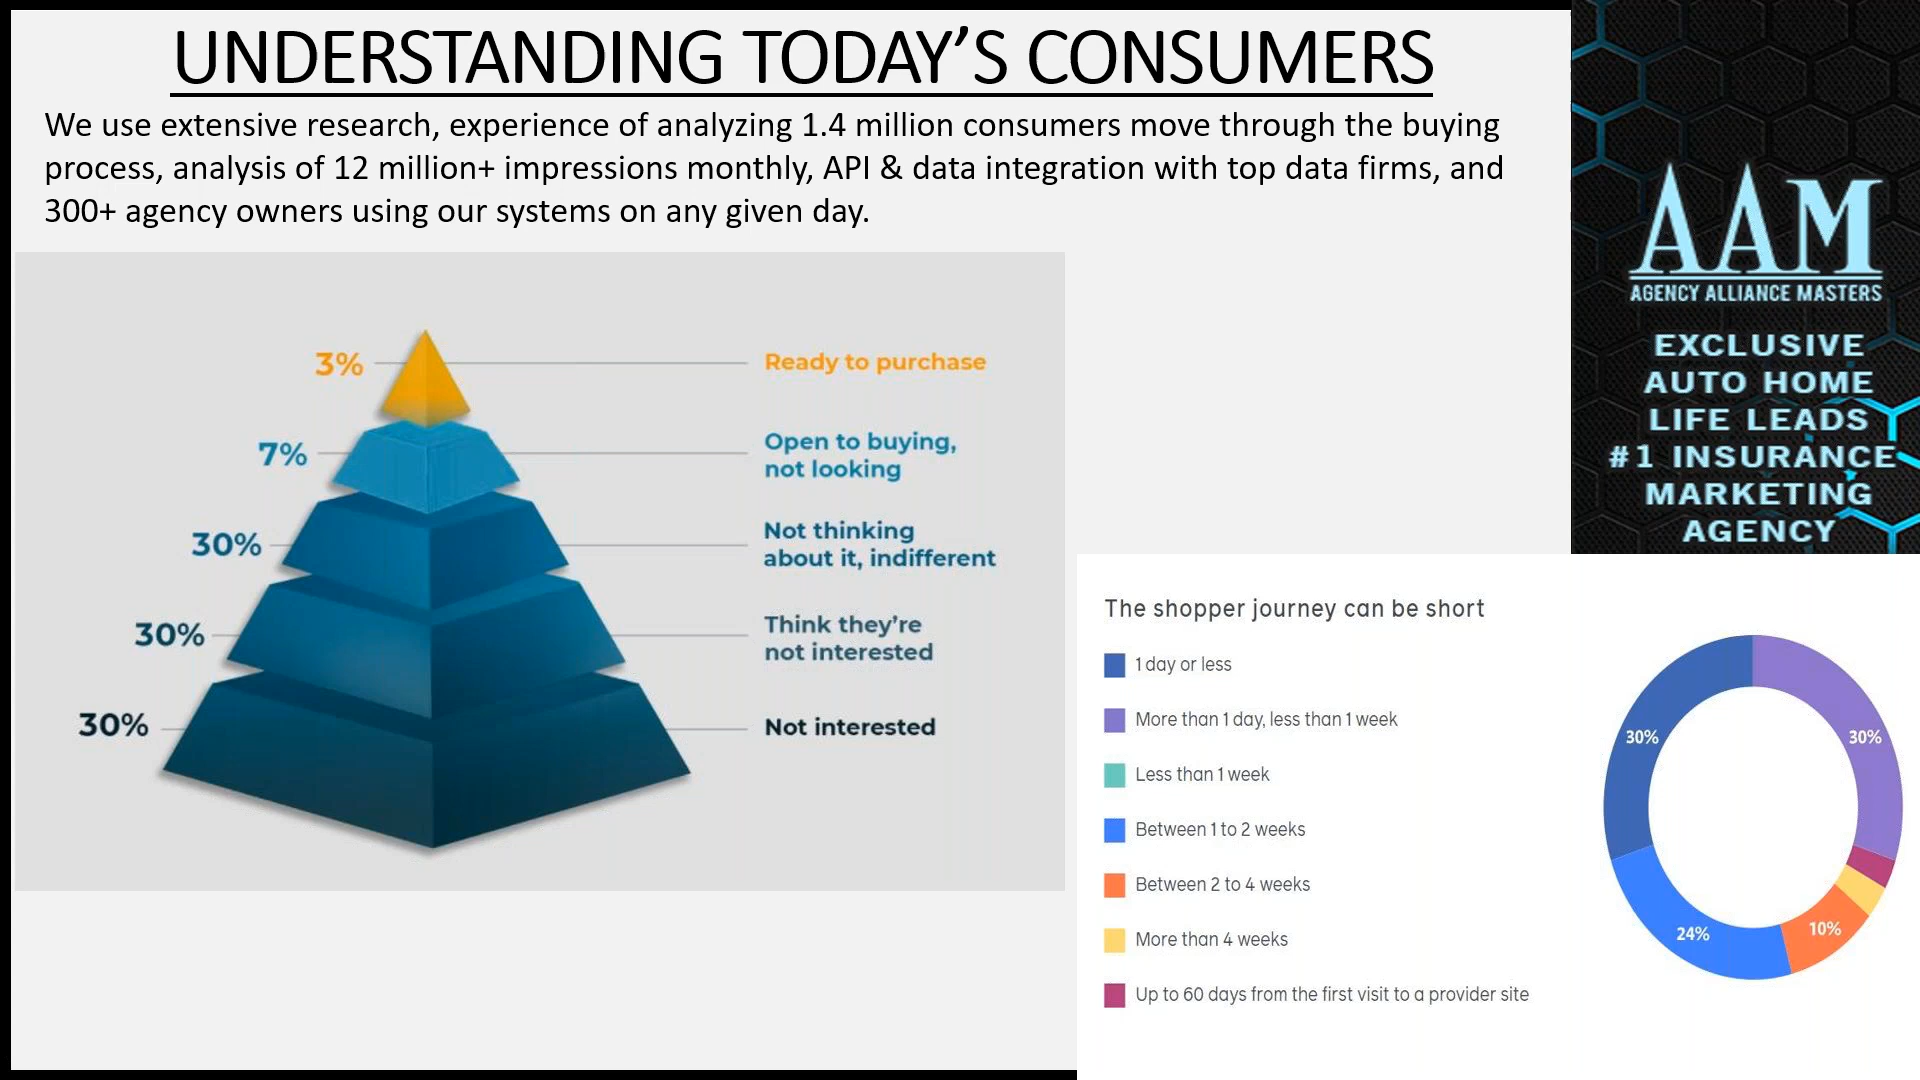 UNDERSTANDING TODAY’S CONSUMERS
We use extensive research, experience of analyzing 1.4 million consumers move through the buying
process, analysis of 12 million+ impressions monthly, API & data integration with top data firms, and
300+ agency owners using our systems on any given day.
3%
Ready to purchase
7%
Open to buying,
not looking
30%
Not thinking
about it, indifferent
30%
Think they’re
not interested
30%
Not interested
AAM
AGENCY ALLIANCE MASTERS
EXCLUSIVE
AUTO HOME
LIFE LEADS
#1 INSURANCE
MARKETING
AGENCY
The shopper journey can be short
1 day or less
More than 1 day, less than 1 week
Less than 1 week
Between 1 to 2 weeks
Between 2 to 4 weeks
More than 4 weeks
Up to 60 days from the first visit to a provider site
30%
30%
24%
10%